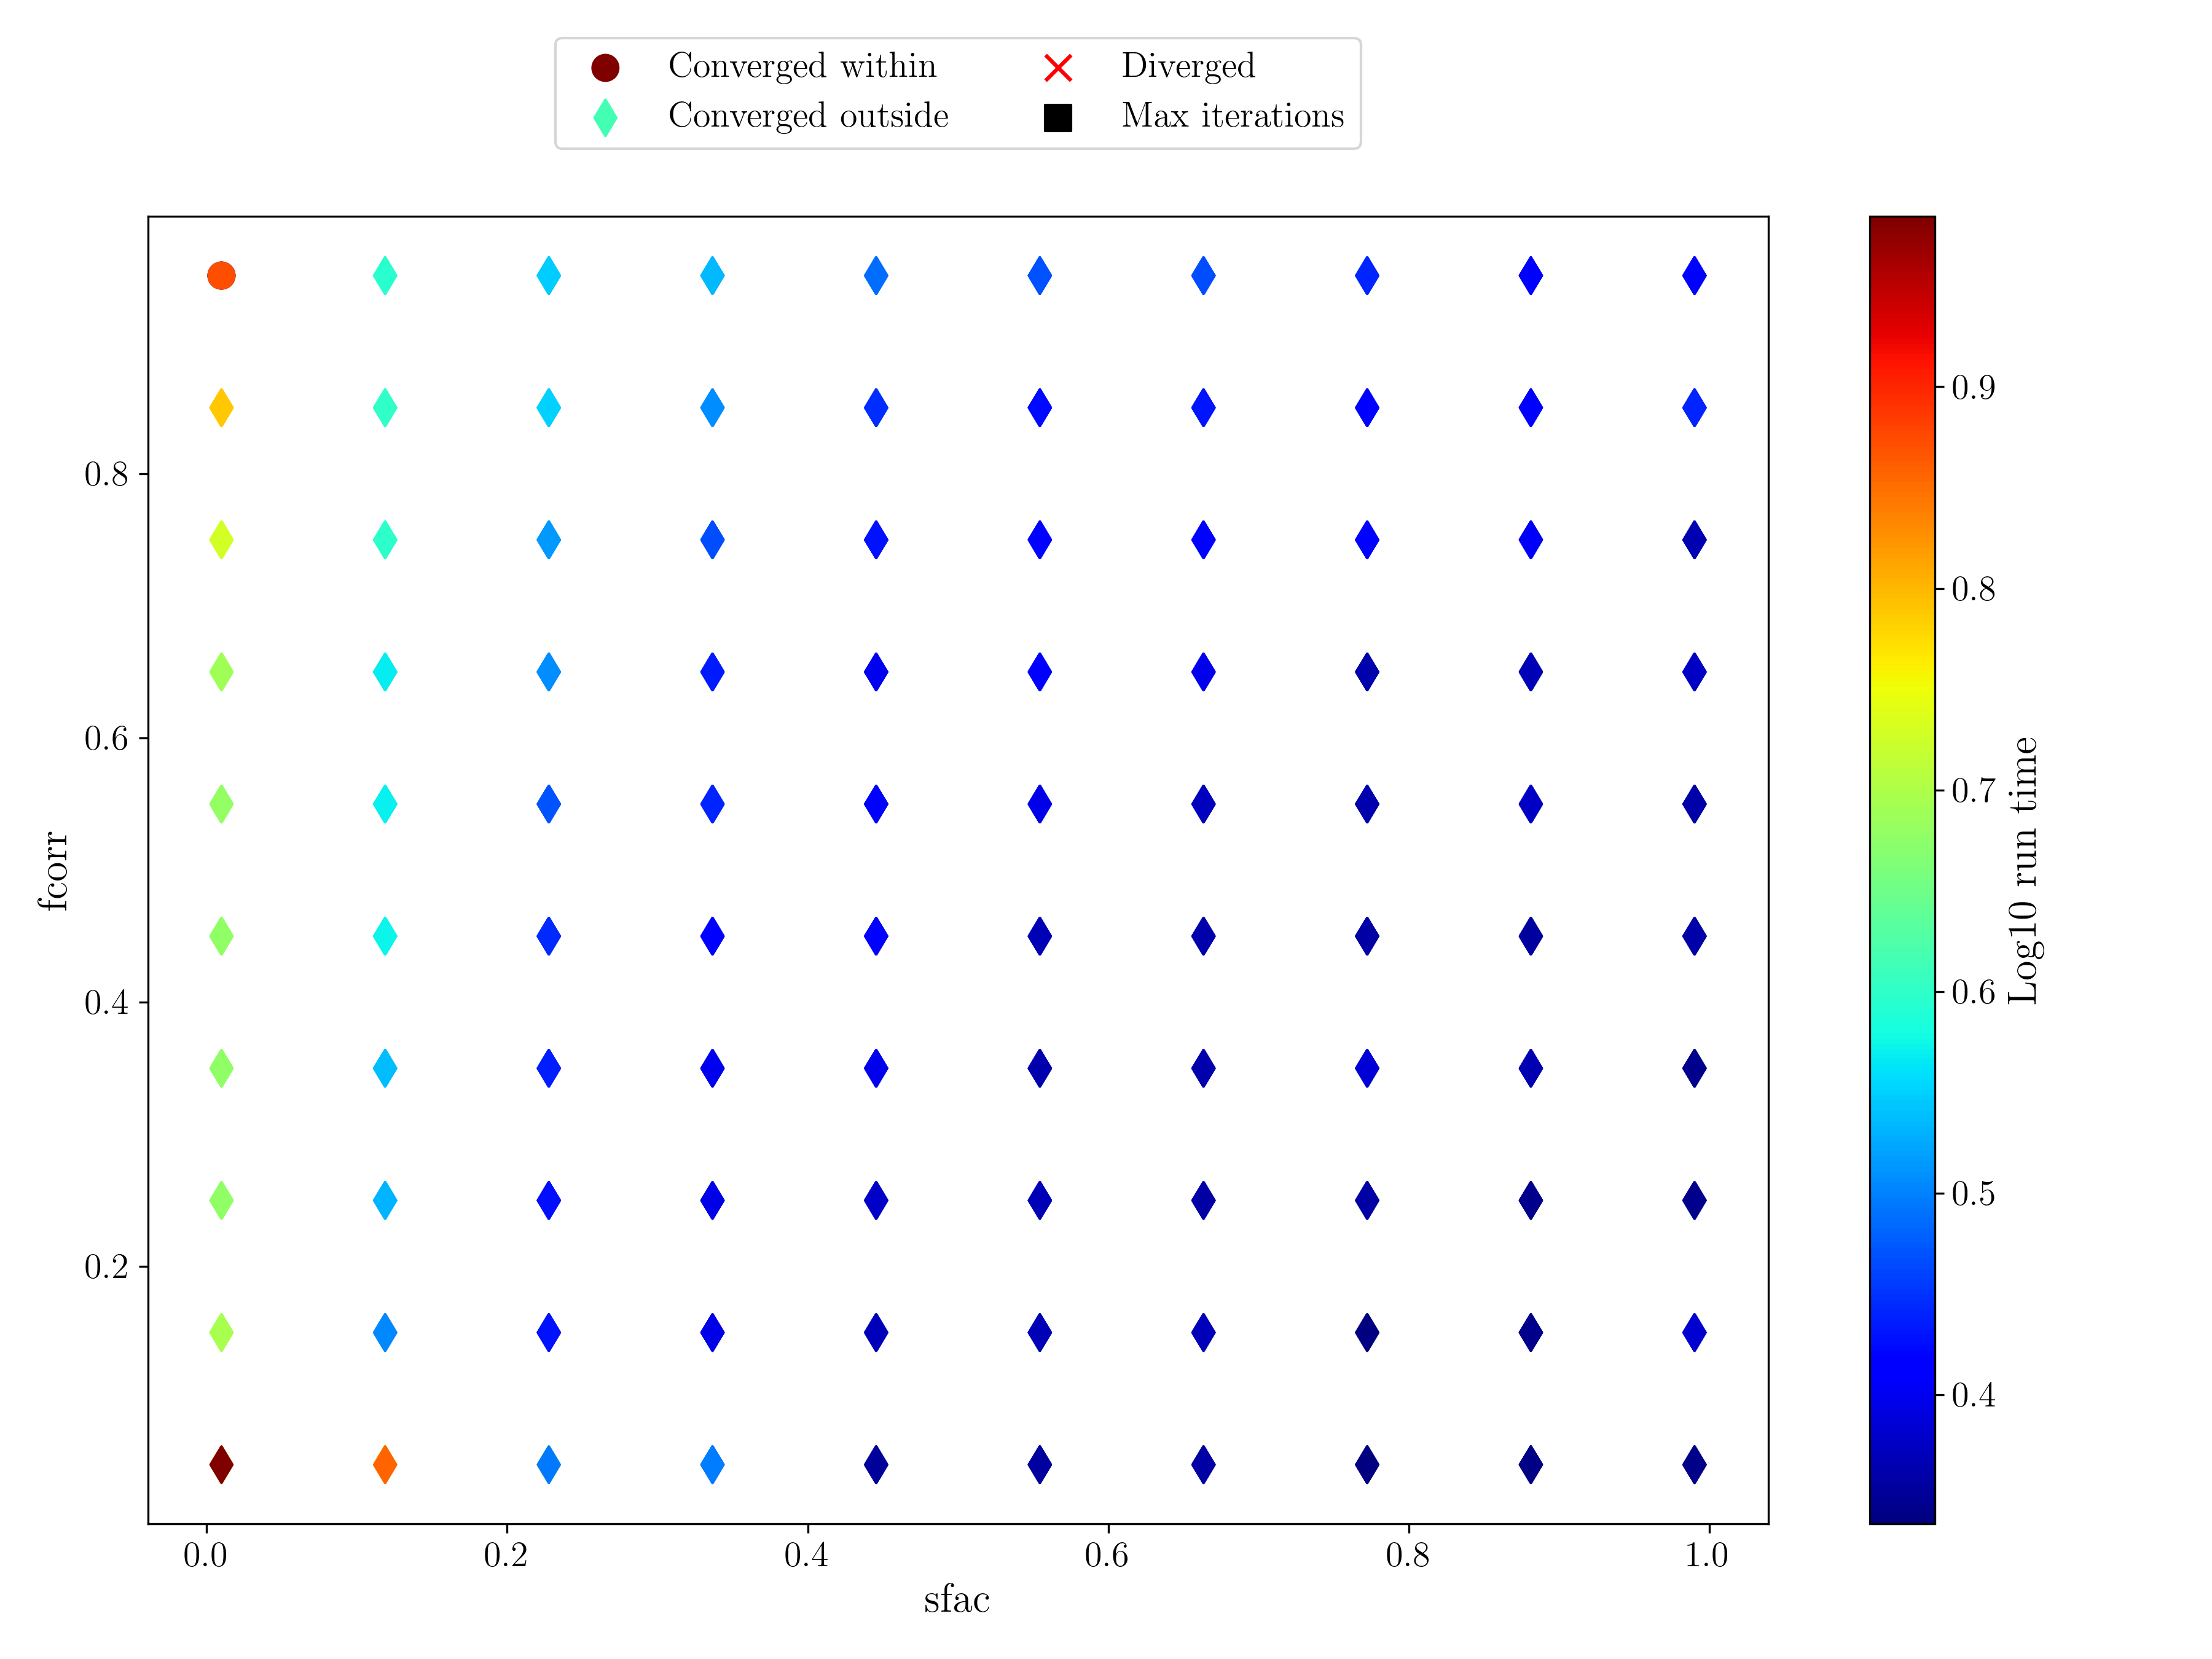 Converged within
Diverged
Converged outside
Max iterations
0.8
0.6
0.4
0.2
fcorr
0.0 0.2 0.4 0.6 0.8 1.0
sfac
0.9
0.8
0.7
0.6
0.5
0.4
Log10 run time